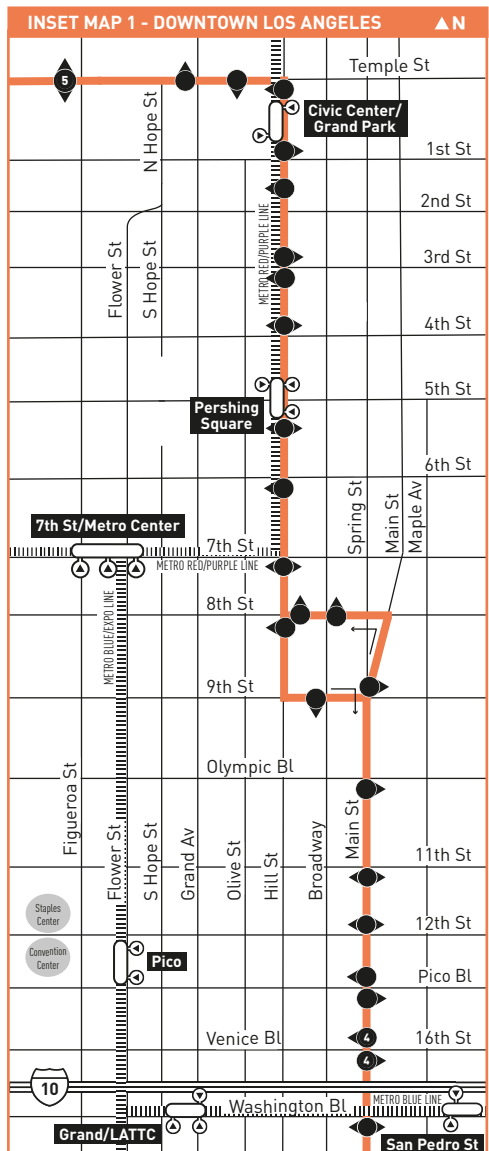 INSET MAP 1 - DOWNTOWN LOS ANGELES
N
Temple St
5
Civic Center/
Grand Park
N Hope St
1st St
2nd St
METRO RED/PURPLE LINE
Flower St
S Hope St
3rd St
4th St
5th St
Pershing
Square
6th St
Spring St
Main St
Maple Av
7th St/Metro Center
7th St
METRO RED/PURPLE LINE
METRO BLUE/EXPO LINE
8th St
9th St
Olympic Bl
Figueroa St
Flower St
S Hope St
Grand Av
Olive St
Hill St
Broadway
Main St
11th St
Staples
Center
12th St
Convention
Center
Pico
Pico Bl
Venice Bl
4
16th St
4
10
Washington Bl
METRO BLUE LINE
Grand/LATTC
San Pedro St